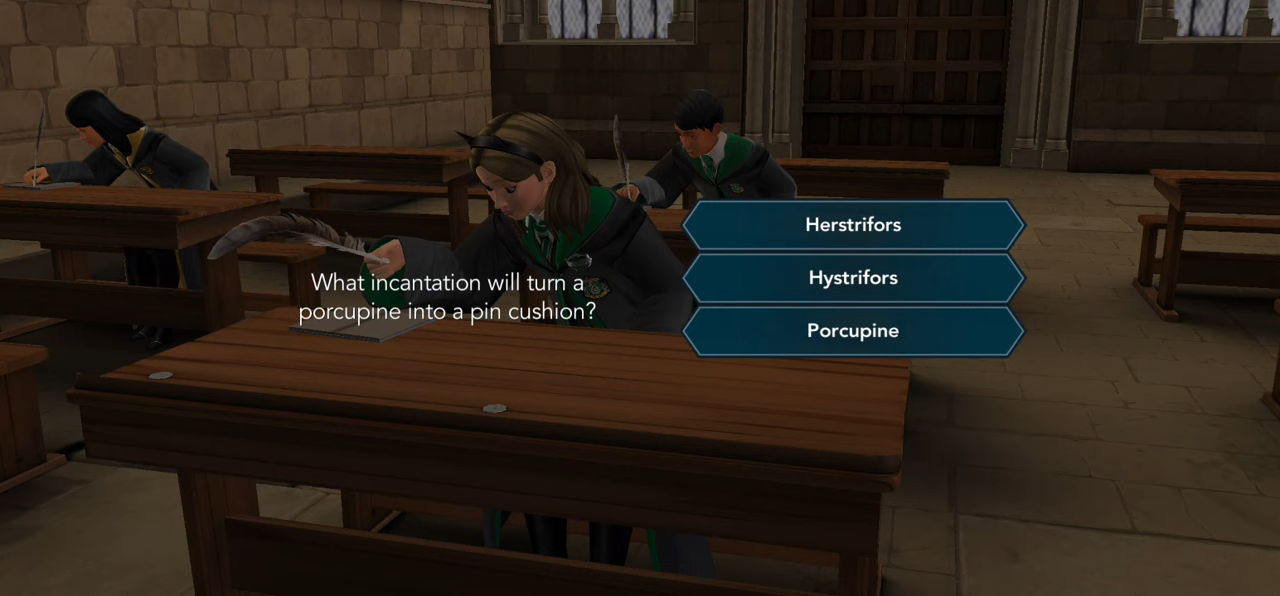 What incantation will turn a
porcupine into a pin cushion?
Herstrifors
Hystrifors
Porcupine